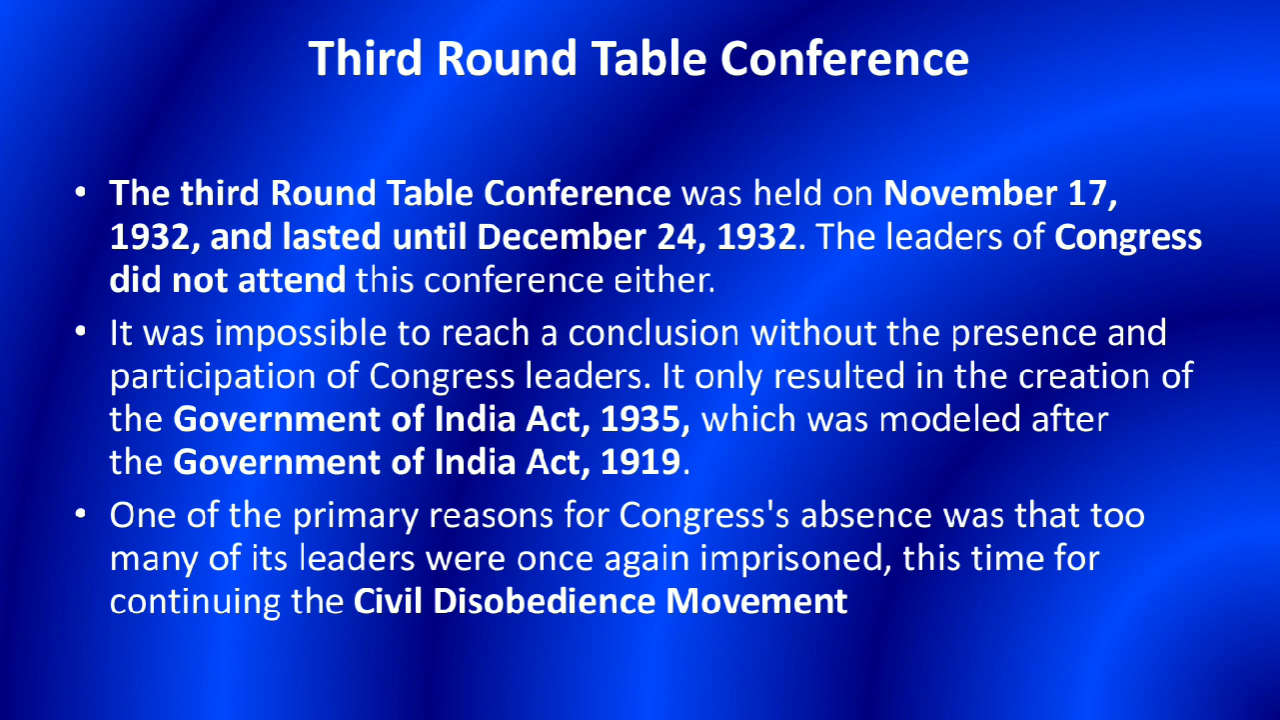 Third Round Table Conference
• The third Round Table Conference was held on November 17,
1932, and lasted until December 24, 1932. The leaders of Congress
did not attend this conference either.
• It was impossible to reach a conclusion without the presence and
participation of Congress leaders. It only resulted in the creation of
the Government of India Act, 1935, which was modeled after
the Government of India Act, 1919.
• One of the primary reasons for Congress's absence was that too
many of its leaders were once again imprisoned, this time for
continuing the Civil Disobedience Movement